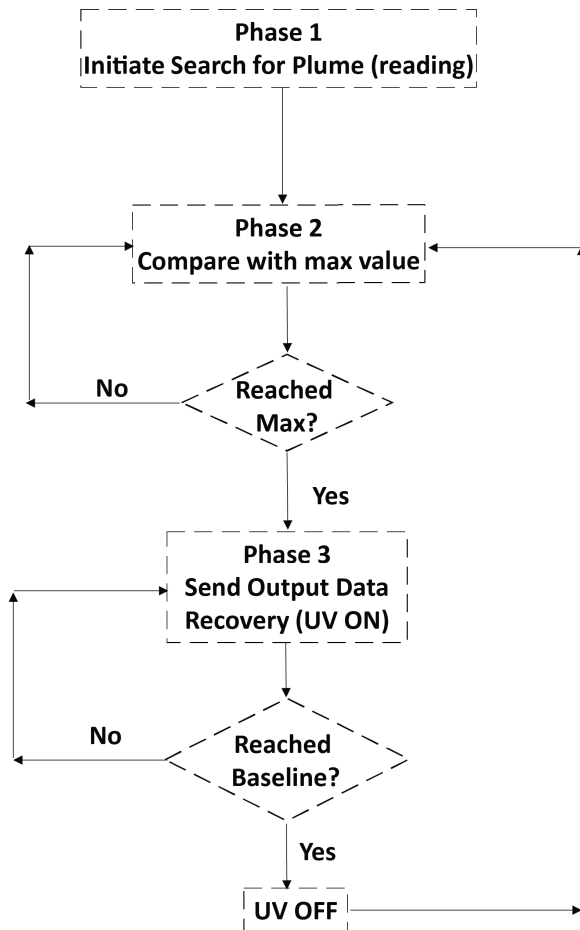 Phase 1
Initiate Search for Plume (reading)
Phase 2
Compare with max value
No
Reached
Max?
Yes
Phase 3
Send Output Data
Recovery (UV ON)
No
Reached
Baseline?
Yes
UV OFF